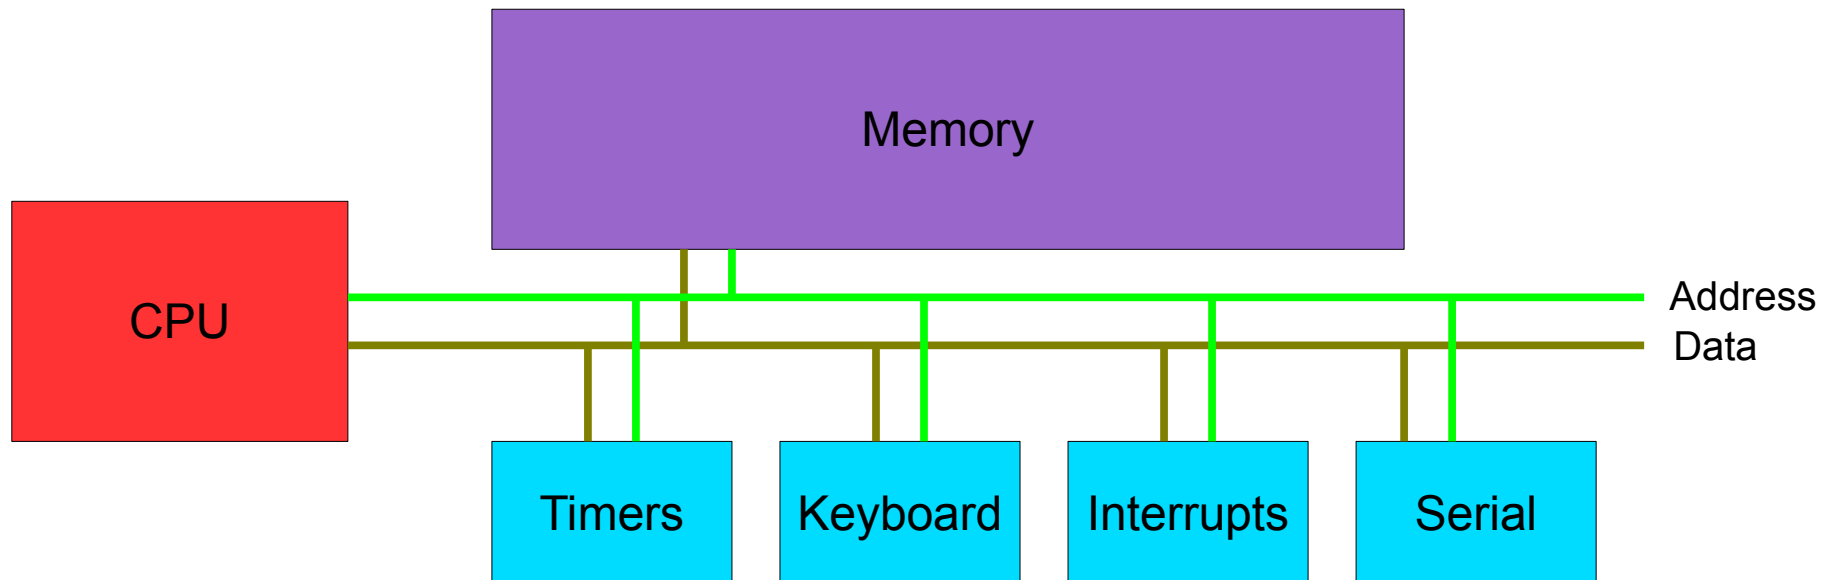 Memory
CPU
Address
Data
Timers
Keyboard
Interrupts
Serial